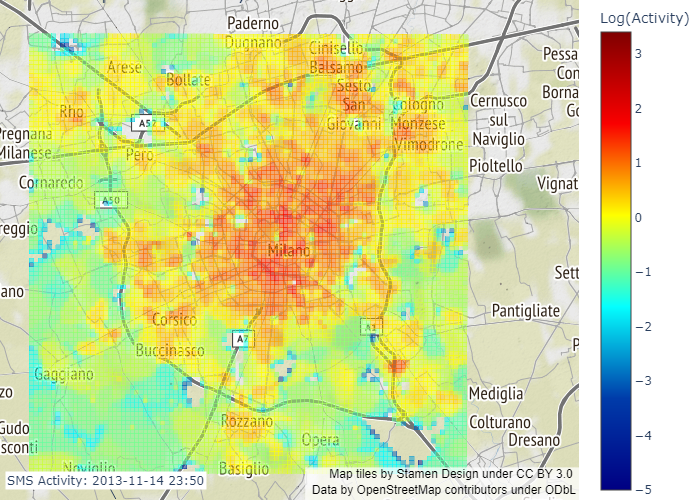 Log(Activity)
3
2
1
0
−1
−2
−3
−4
−5
Paderno
Dugnano
Cinisello
Balsamo
Arese
Bollate
Sesto
San
Giovanni
Rho
Cologno
Monzese
Vimodrone
Cernusco
sul
Naviglio
Pessa
Con
Borna
Go
A52
Pregnana
Milanese
Pero
Pioltello
Cornaredo
Vignat
A50
reggio
Milano
Sett
ano
Pantigliate
Corsico
A7
Buccinasco
P
Gaggiano
zo
Mediglia
Rozzano
Colturano
Gudo
sconti
Opera
Dresano
Noviglio
Basiglio
SMS Activity: 2013-11-14 23:50
Map tiles by Stamen Design under CC BY 3.0
Data by OpenStreetMap contributors under ODbL